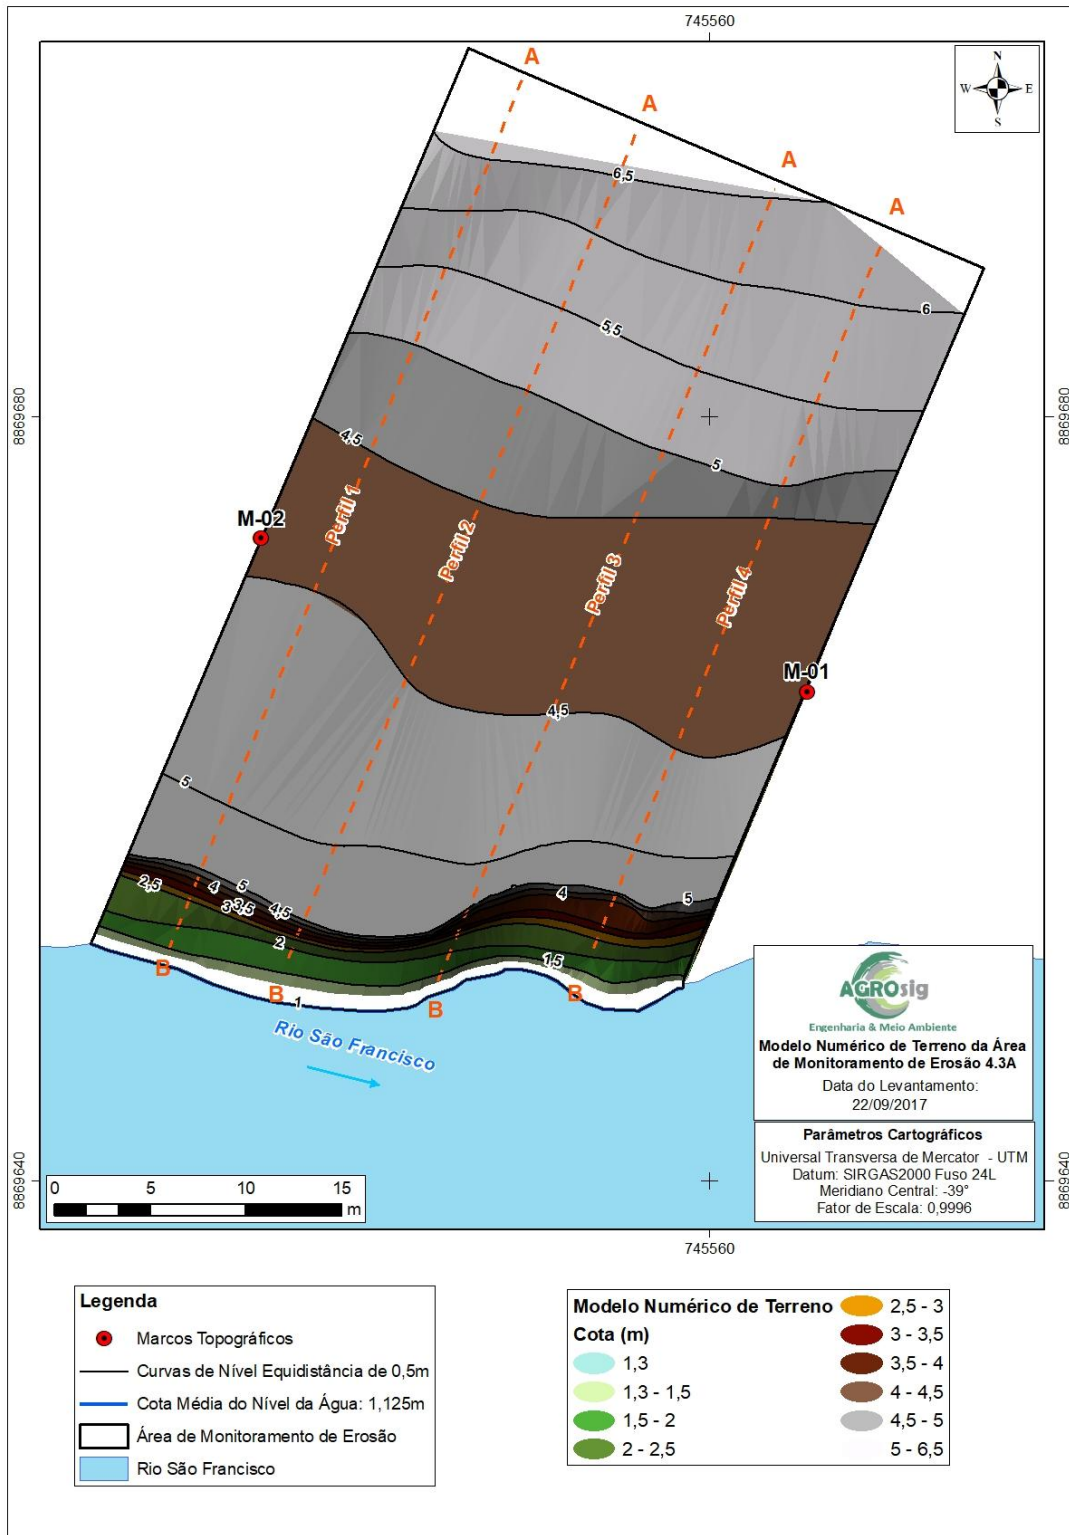 745560
N
W E
S
A
A
A
A
6,5
6
5,5
8869680
8869680
4,5
5
M-02
Perfil 1
Perfil 2
Perfil 3
Perfil 4
M-01
4,5
5
2,5
4
5
4
5
3
3,5
4,5
2
1,5
B
B
B
B
1
Rio São Francisco
AGROsig
Engenharia & Meio Ambiente
Modelo Numérico de Terreno da Área
de Monitoramento de Erosão 4.3A
Data do Levantamento:
22/09/2017
Parâmetros Cartográficos
Universal Transversa de Mercator - UTM
Datum: SIRGAS2000 Fuso 24L
Meridiano Central: -39°
Fator de Escala: 0,9996
8869640
8869640
0 5 10 15
m
745560
Legenda
Marcos Topográficos
Curvas de Nível Equidistância de 0,5m
Cota Média do Nível da Água: 1,125m
Área de Monitoramento de Erosão
Rio São Francisco
Modelo Numérico de Terreno
Cota (m)
1,3
1,3 - 1,5
1,5 - 2
2 - 2,5
2,5 - 3
3 - 3,5
3,5 - 4
4 - 4,5
4,5 - 5
5 - 6,5